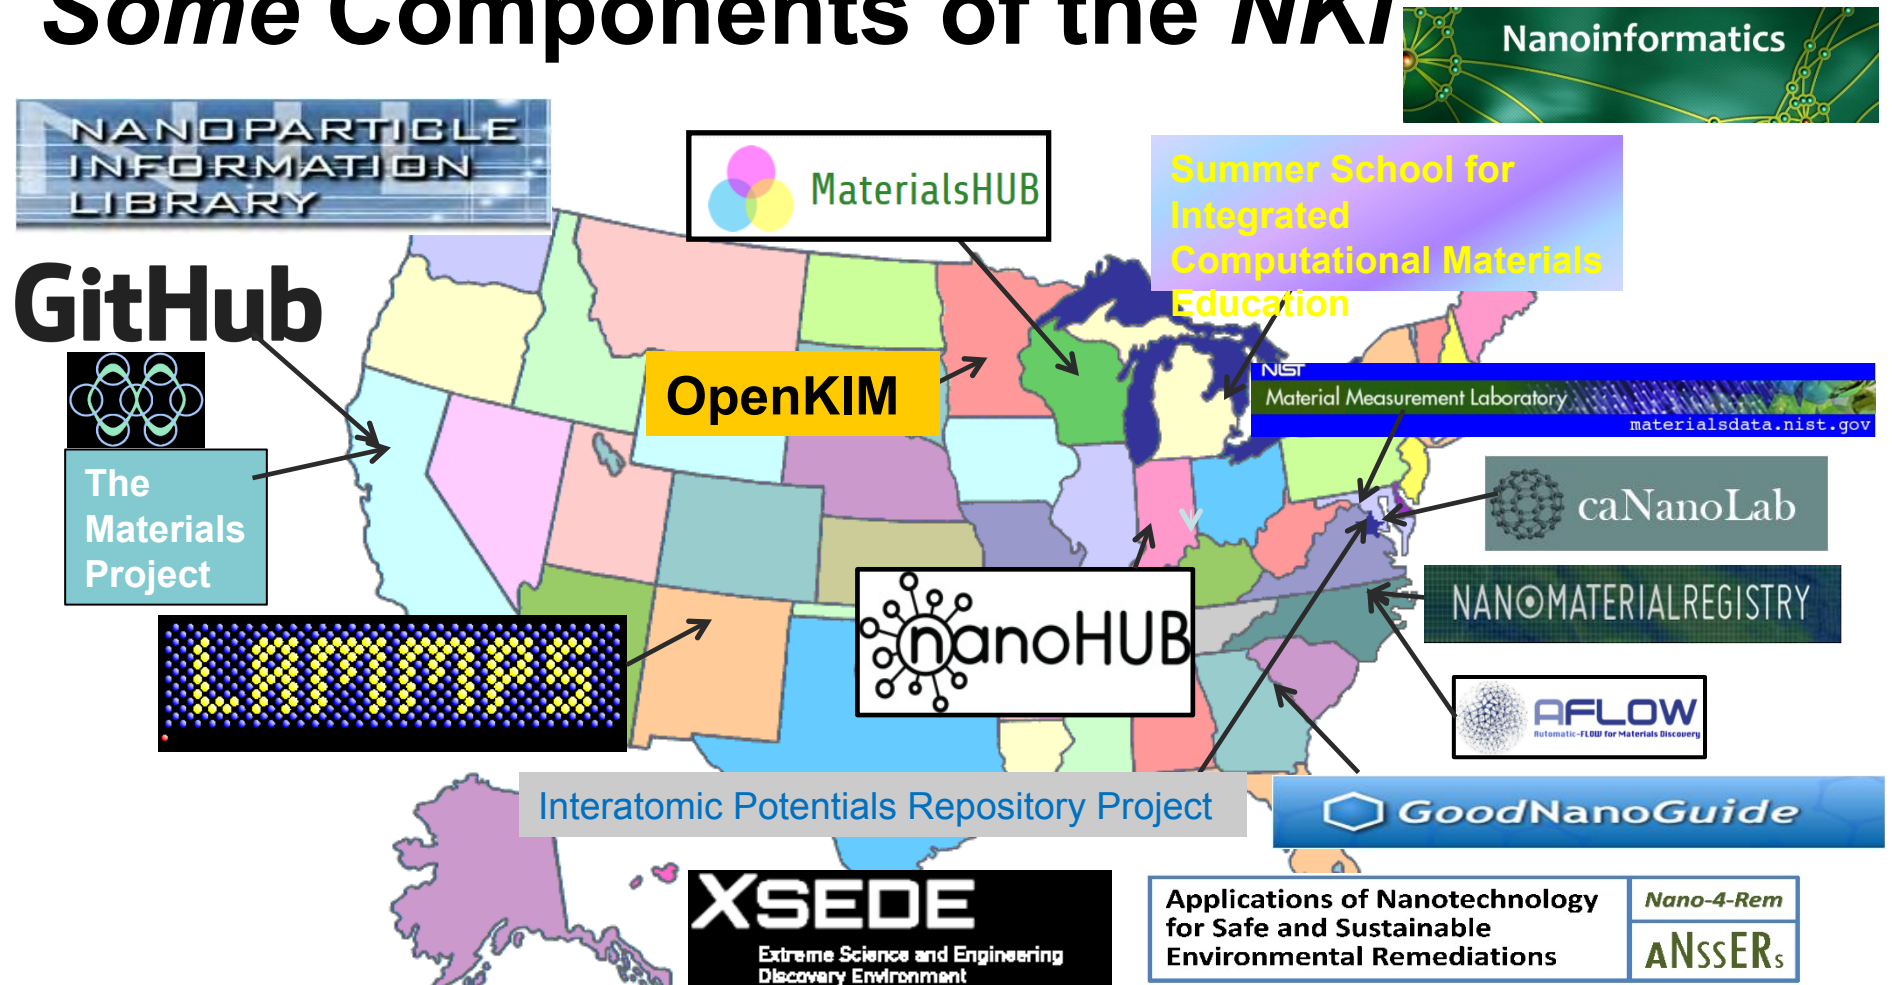 Some Components of the NKI
Nanoinformatics
NANOPARTICLE
INFORMATION
LIBRARY
MaterialsHUB
Summer School for
Integrated
Computational Materials
Education
GitHub
OpenKIM
NIST
Material Measurement Laboratory
materialsdata.nist.gov
The
Materials
Project
caNanoLab
NANOMATERIALREGISTRY
nanoHUB
LAMMPS
AFLOW
Automatic-FLOW for Materials Discovery
Interatomic Potentials Repository Project
GoodNanoGuide
XSEDE
Extreme Science and Engineering
Discovery Environment
Applications of Nanotechnology
for Safe and Sustainable
Environmental Remediations
Nano-4-Rem
ANSSERs